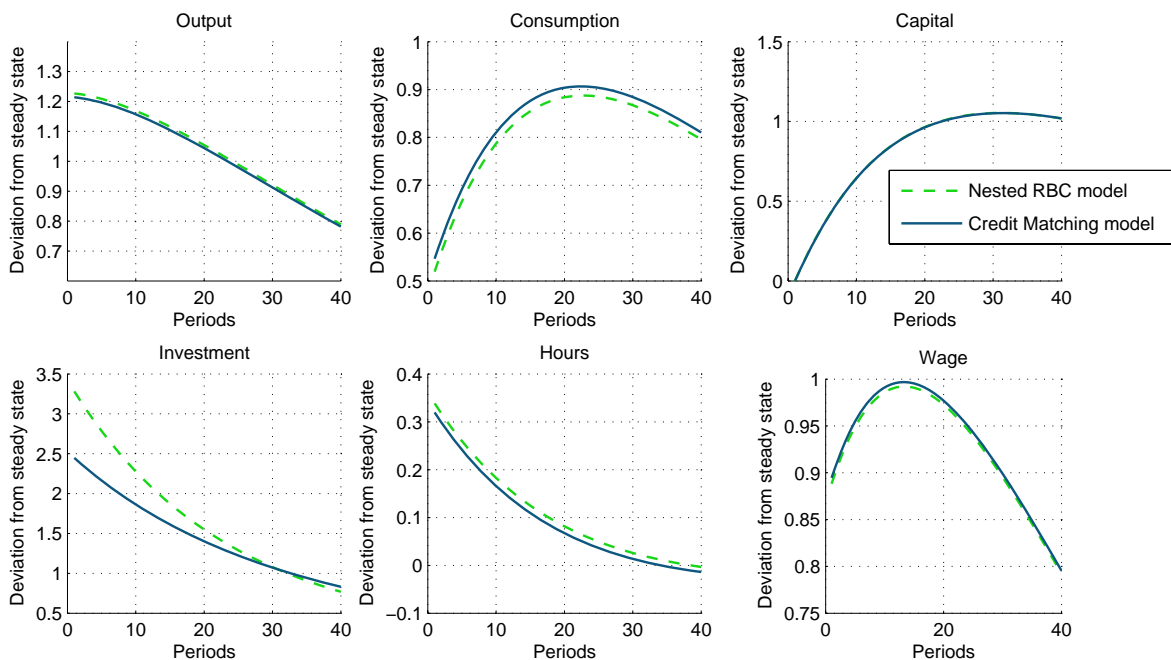 Output
Deviation from steady state
1.3
1.2
1.1
1
0.9
0.8
0.7
0 10 20 30 40
Periods
Consumption
Deviation from steady state
1
0.9
0.8
0.7
0.6
0.5
0 10 20 30 40
Periods
Capital
Deviation from steady state
1.5
1
0.5
0
0 10 20 30 40
Periods
Nested RBC model
Credit Matching model
Investment
Deviation from steady state
3.5
3
2.5
2
1.5
1
0.5
0 10 20 30 40
Periods
Hours
Deviation from steady state
0.4
0.3
0.2
0.1
0
−0.1
0 10 20 30 40
Periods
Wage
Deviation from steady state
1
0.95
0.9
0.85
0.8
0.75
0 20 40
Periods